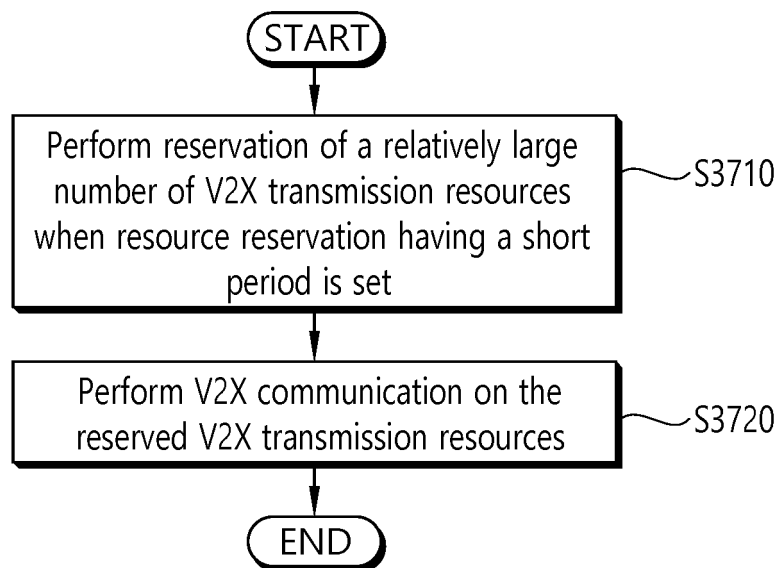 START
Perform reservation of a relatively large
number of V2X transmission resources
when resource reservation having a short
period is set
S3710
Perform V2X communication on the
reserved V2X transmission resources
S3720
END